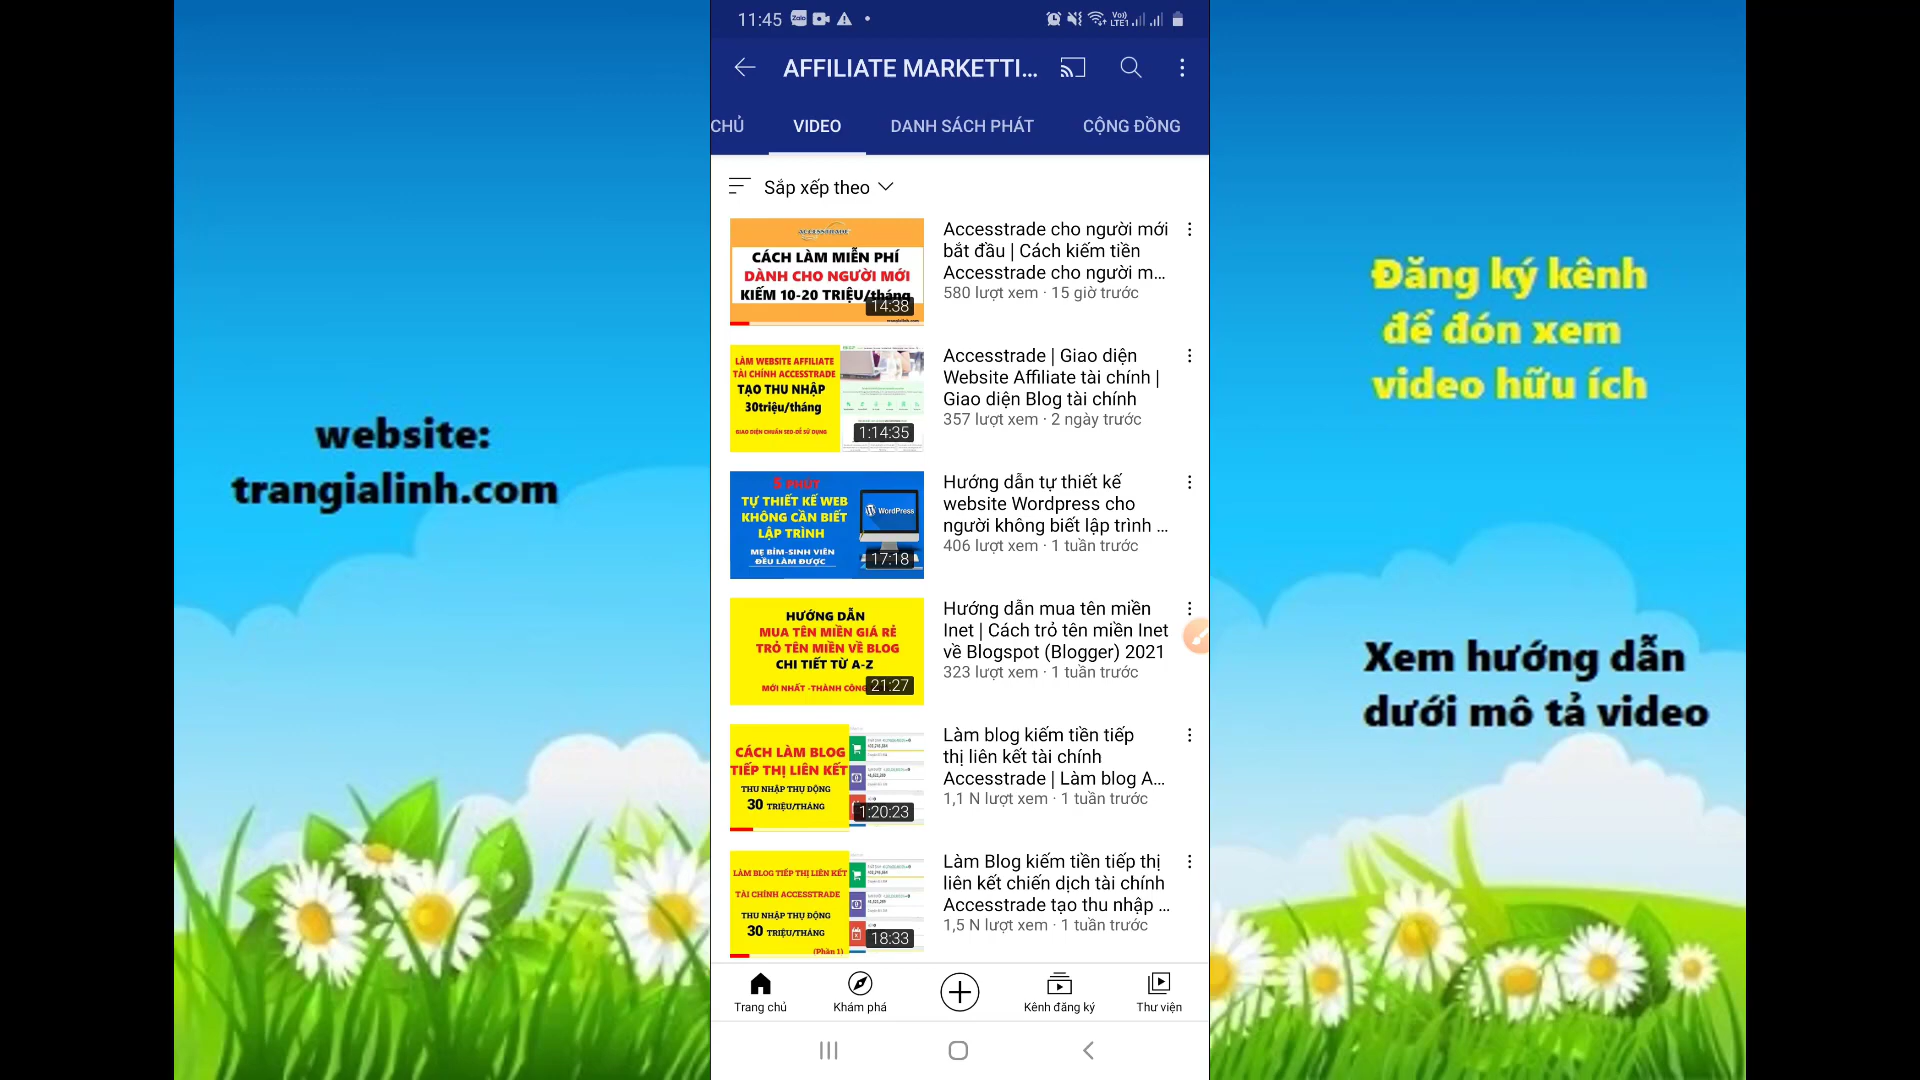 11:45
Zalo
Vo)) LTE1
AFFILIATE MARKETTI...
CHỦ
VIDEO
DANH SÁCH PHÁT
CỘNG ĐỒNG
Sắp xếp theo
ACCESSTRADE
CÁCH LÀM MIỄN PHÍ
DÀNH CHO NGƯỜI MỚI
KIẾM 10-20 TRIỆU/tháng
14:38
Accesstrade cho người mới
bắt đầu | Cách kiếm tiền
Accesstrade cho người m...
580 lượt xem · 15 giờ trước
LÀM WEBSITE AFFILIATE
TÀI CHÍNH ACCESSTRADE
TẠO THU NHẬP
30triệu/tháng
GIAO DIỆN CHUẨN SEO-DỄ SỬ DỤNG
1:14:35
Accesstrade | Giao diện
Website Affiliate tài chính |
Giao diện Blog tài chính
357 lượt xem · 2 ngày trước
5 PHÚT
TỰ THIẾT KẾ WEB
KHÔNG CẦN BIẾT
LẬP TRÌNH
MẸ BỈM-SINH VIÊN
ĐỀU LÀM ĐƯỢC
WordPress
17:18
Hướng dẫn tự thiết kế
website Wordpress cho
người không biết lập trình ...
406 lượt xem · 1 tuần trước
HƯỚNG DẪN
MUA TÊN MIỀN GIÁ RẺ
TRỎ TÊN MIỀN VỀ BLOG
CHI TIẾT TỪ A-Z
MỚI NHẤT -THÀNH CÔNG
21:27
Hướng dẫn mua tên miền
Inet | Cách trỏ tên miền Inet
về Blogspot (Blogger) 2021
323 lượt xem · 1 tuần trước
CÁCH LÀM BLOG
TIẾP THỊ LIÊN KẾT
THU NHẬP THỤ ĐỘNG
30 TRIỆU/THÁNG
1:20:23
Làm blog kiếm tiền tiếp
thị liên kết tài chính
Accesstrade | Làm blog A...
1,1 N lượt xem · 1 tuần trước
LÀM BLOG TIẾP THỊ LIÊN KẾT
TÀI CHÍNH ACCESSTRADE
THU NHẬP THỤ ĐỘNG
30 TRIỆU/THÁNG
(Phần 1)
18:33
Làm Blog kiếm tiền tiếp thị
liên kết chiến dịch tài chính
Accesstrade tạo thu nhập ...
1,5 N lượt xem · 1 tuần trước
Trang chủ
Khám phá
Kênh đăng ký
Thư viện
website:
trangialinh.com
Đăng ký kênh
để đón xem
video hữu ích
Xem hướng dẫn
dưới mô tả video